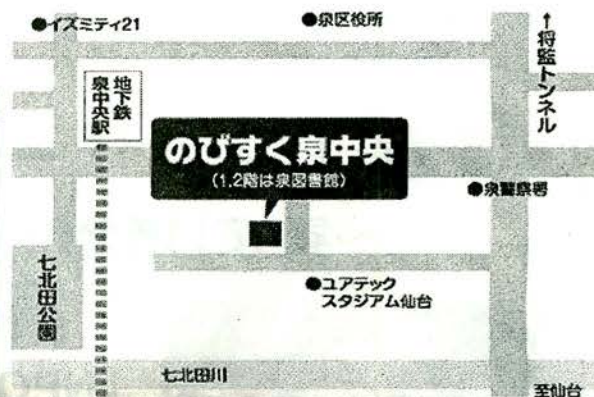 ●イズミティ21
●泉区役所
↑将監トンネル
地下鉄
泉中央駅
のびすく泉中央
(1,2階は泉図書館)
●泉警察署
七北田公園
●ユアテック
スタジアム仙台
七北田川
至仙台